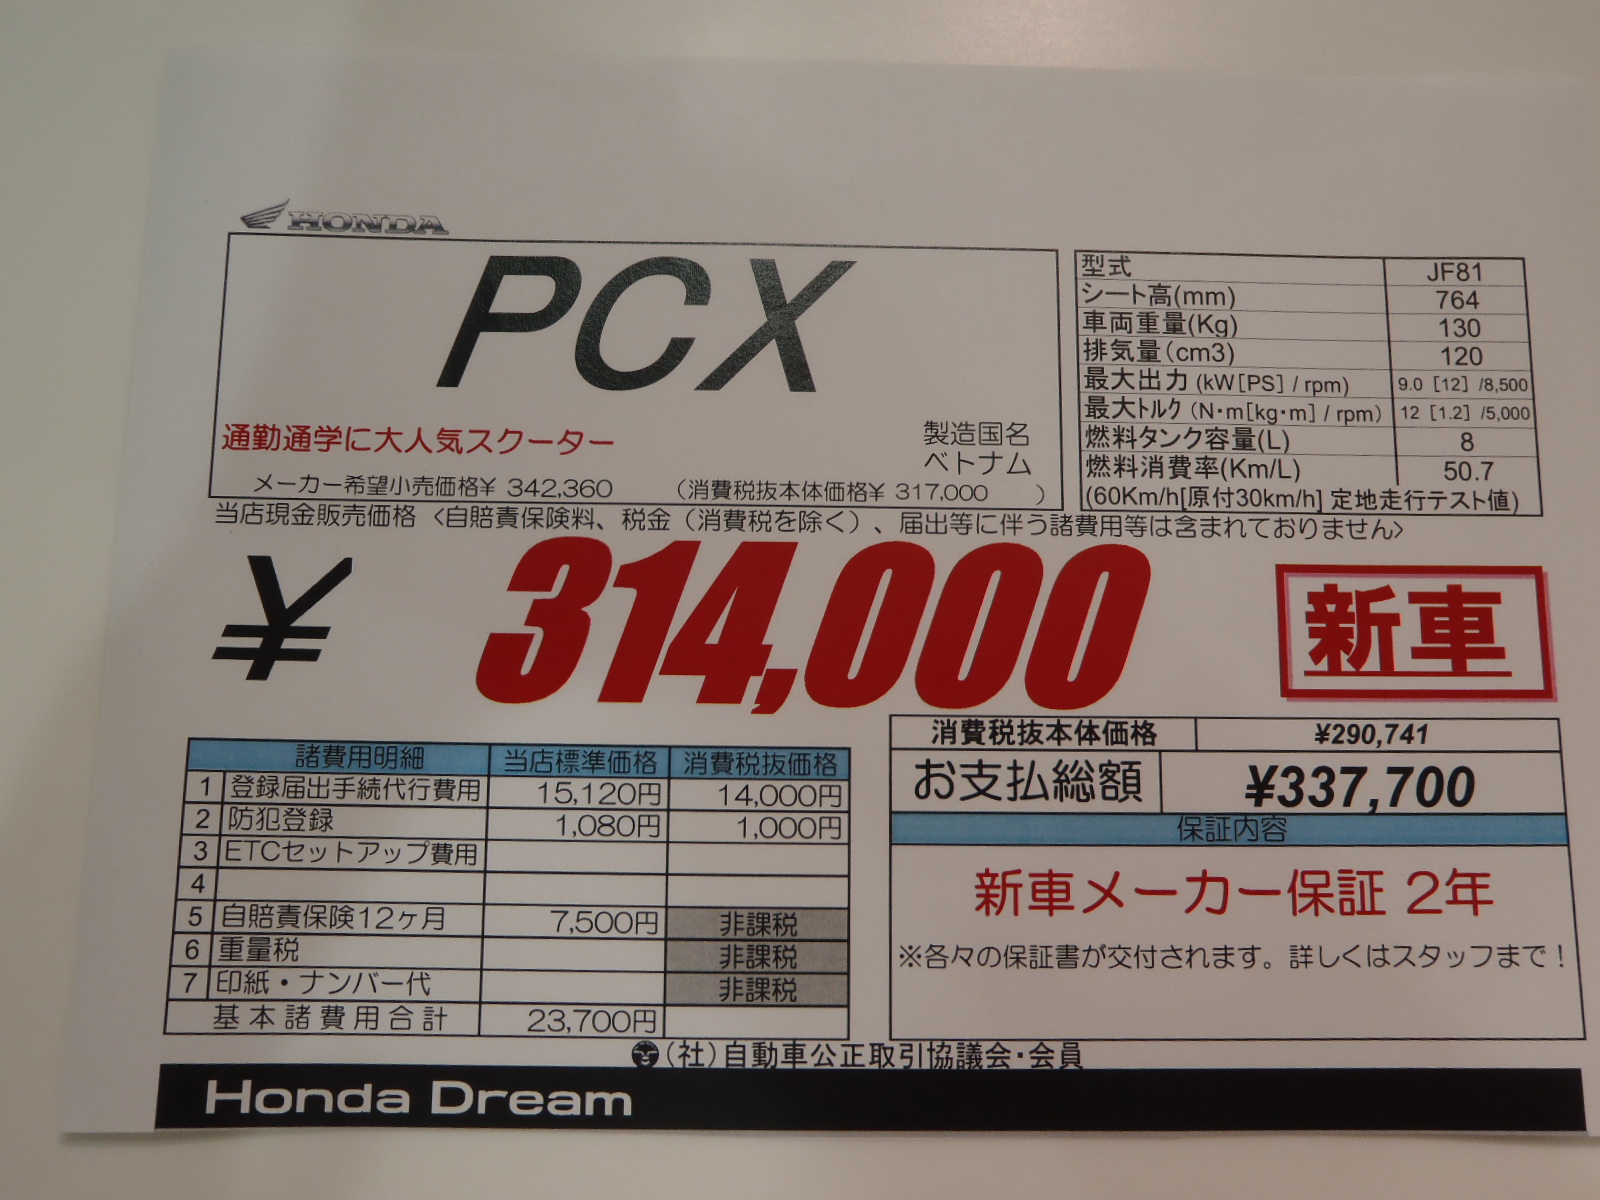 HONDA
PCX
通勤通学に大人気スクーター
製造国名
ベトナム
メーカー希望小売価格¥ 342,360 (消費税抜本体価格¥ 317,000 )
型式 JF81
シート高(mm) 764
車両重量(Kg) 130
排気量(cm3) 120
最大出力 (kW[PS] / rpm) 9.0 [12] /8,500
最大トルク (N・m[kg・m] / rpm) 12 [1.2] /5,000
燃料タンク容量(L) 8
燃料消費率(Km/L) 50.7
(60Km/h[原付30km/h] 定地走行テスト値)
当店現金販売価格 <自賠責保険料、税金(消費税を除く)、届出等に伴う諸費用等は含まれておりません>
¥ 314,000
新車
諸費用明細 当店標準価格 消費税抜価格
1 登録届出手続代行費用 15,120円 14,000円
2 防犯登録 1,080円 1,000円
3 ETCセットアップ費用
4
5 自賠責保険12ヶ月 7,500円 非課税
6 重量税 非課税
7 印紙・ナンバー代 非課税
基本諸費用合計 23,700円
消費税抜本体価格 ¥290,741
お支払総額 ¥337,700
保証内容
新車メーカー保証 2年
※各々の保証書が交付されます。詳しくはスタッフまで!
(社)自動車公正取引協議会・会員
Honda Dream